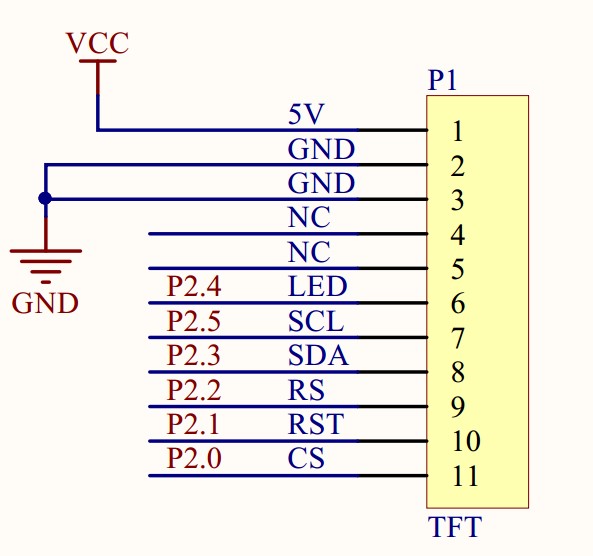 VCC
P1
5V 1
GND 2
GND 3
NC 4
NC 5
P2.4 LED 6
P2.5 SCL 7
P2.3 SDA 8
P2.2 RS 9
P2.1 RST 10
P2.0 CS 11
GND
TFT